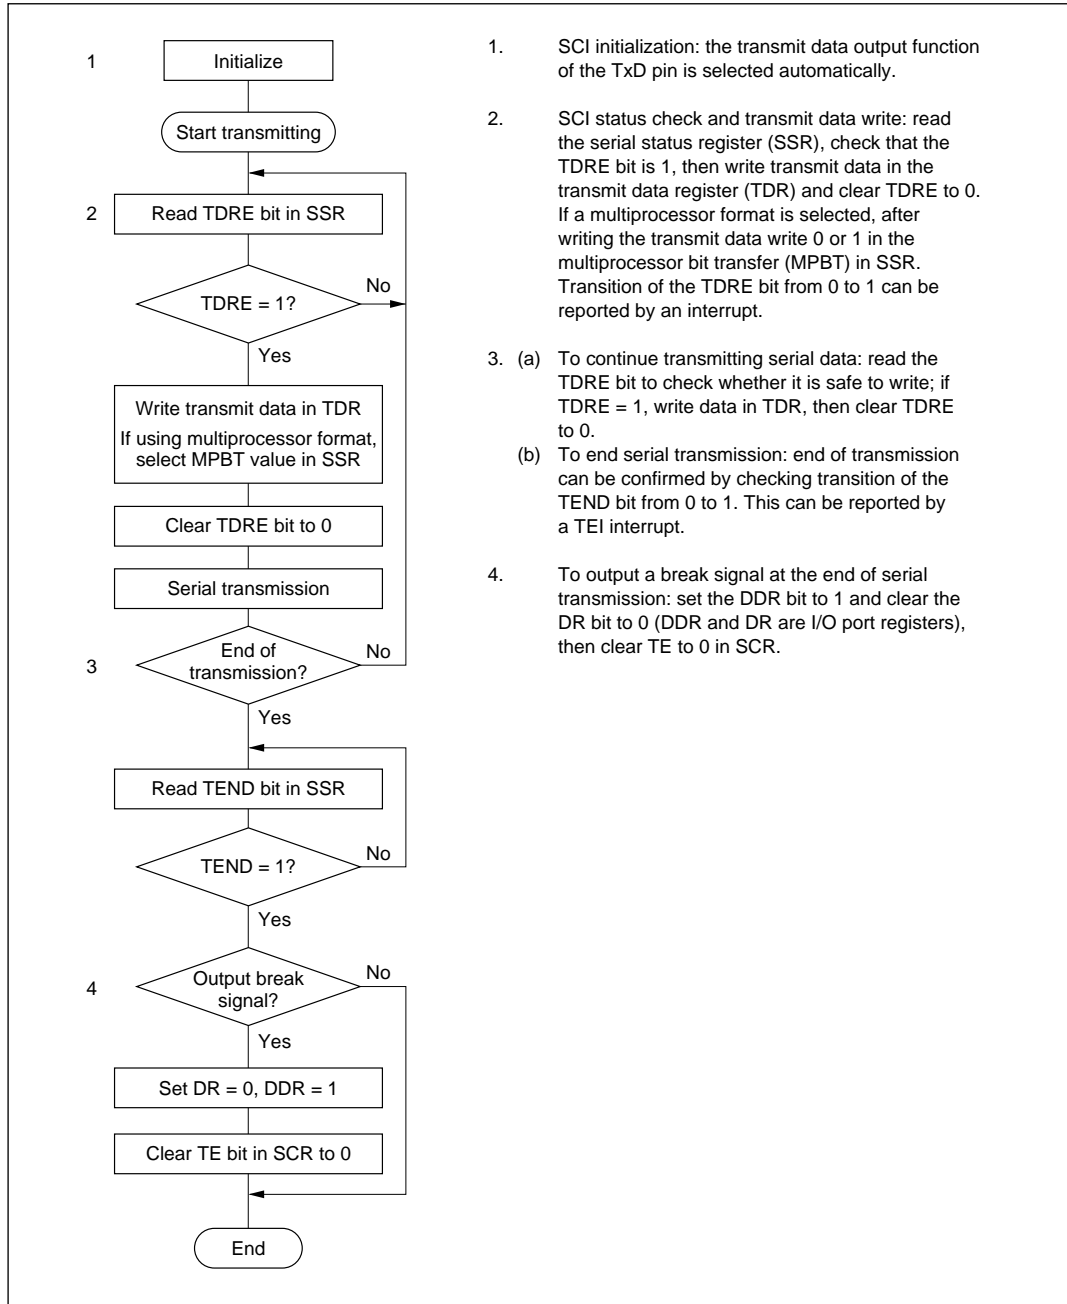 1
Initialize
Start transmitting
2
Read TDRE bit in SSR
TDRE = 1?
No
Yes
Write transmit data in TDR
If using multiprocessor format,
select MPBT value in SSR
Clear TDRE bit to 0
Serial transmission
3
End of
transmission?
No
Yes
Read TEND bit in SSR
TEND = 1?
No
Yes
4
Output break
signal?
No
Yes
Set DR = 0, DDR = 1
Clear TE bit in SCR to 0
End
1. SCI initialization: the transmit data output function
of the TxD pin is selected automatically.
2. SCI status check and transmit data write: read
the serial status register (SSR), check that the
TDRE bit is 1, then write transmit data in the
transmit data register (TDR) and clear TDRE to 0.
If a multiprocessor format is selected, after
writing the transmit data write 0 or 1 in the
multiprocessor bit transfer (MPBT) in SSR.
Transition of the TDRE bit from 0 to 1 can be
reported by an interrupt.
3. (a) To continue transmitting serial data: read the
TDRE bit to check whether it is safe to write; if
TDRE = 1, write data in TDR, then clear TDRE
to 0.
(b) To end serial transmission: end of transmission
can be confirmed by checking transition of the
TEND bit from 0 to 1. This can be reported by
a TEI interrupt.
4. To output a break signal at the end of serial
transmission: set the DDR bit to 1 and clear the
DR bit to 0 (DDR and DR are I/O port registers),
then clear TE to 0 in SCR.